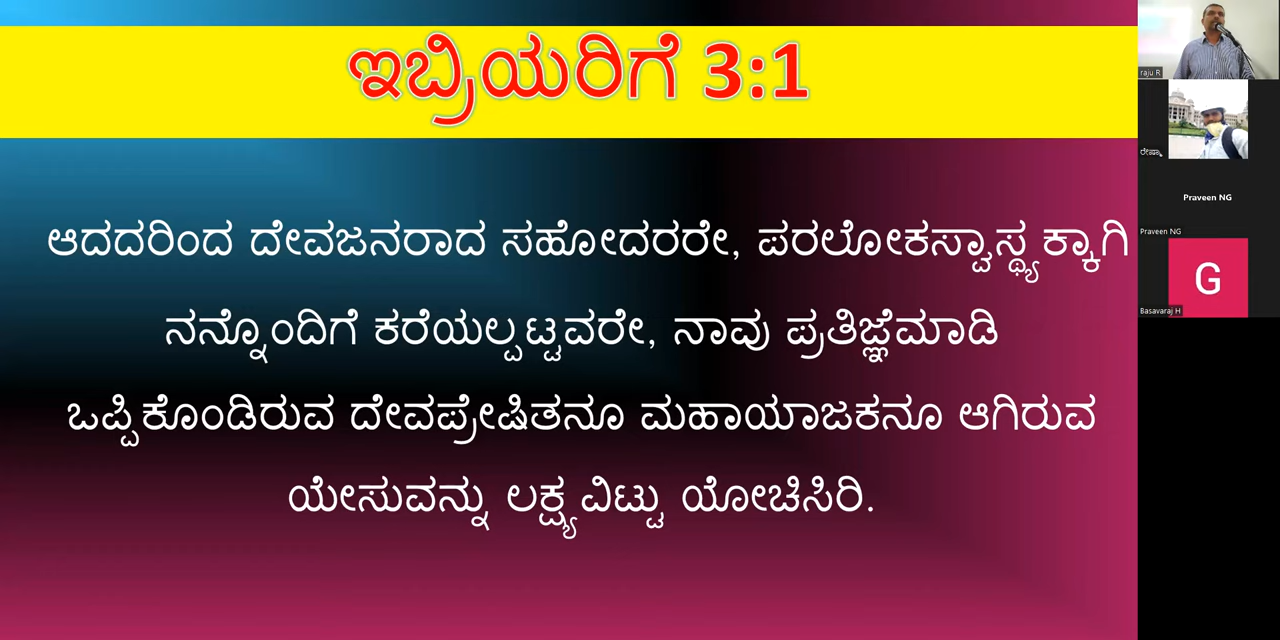 ಇಬ್ರಿಯರಿಗೆ 3:1
ಆದದರಿಂದ ದೇವಜನರಾದ ಸಹೋದರರೇ, ಪರಲೋಕಸ್ವಾಸ್ಥ್ಯಕ್ಕಾಗಿ
ನನ್ನೊಂದಿಗೆ ಕರೆಯಲ್ಪಟ್ಟವರೇ, ನಾವು ಪ್ರತಿಜ್ಞೆಮಾಡಿ
ಒಪ್ಪಿಕೊಂಡಿರುವ ದೇವಪ್ರೇಷಿತನೂ ಮಹಾಯಾಜಕನೂ ಆಗಿರುವ
ಯೇಸುವನ್ನು ಲಕ್ಷ್ಯವಿಟ್ಟು ಯೋಚಿಸಿರಿ.
raju R
ರೇಷ್ಮಾ
Praveen NG
Praveen NG
G
Basavaraj H